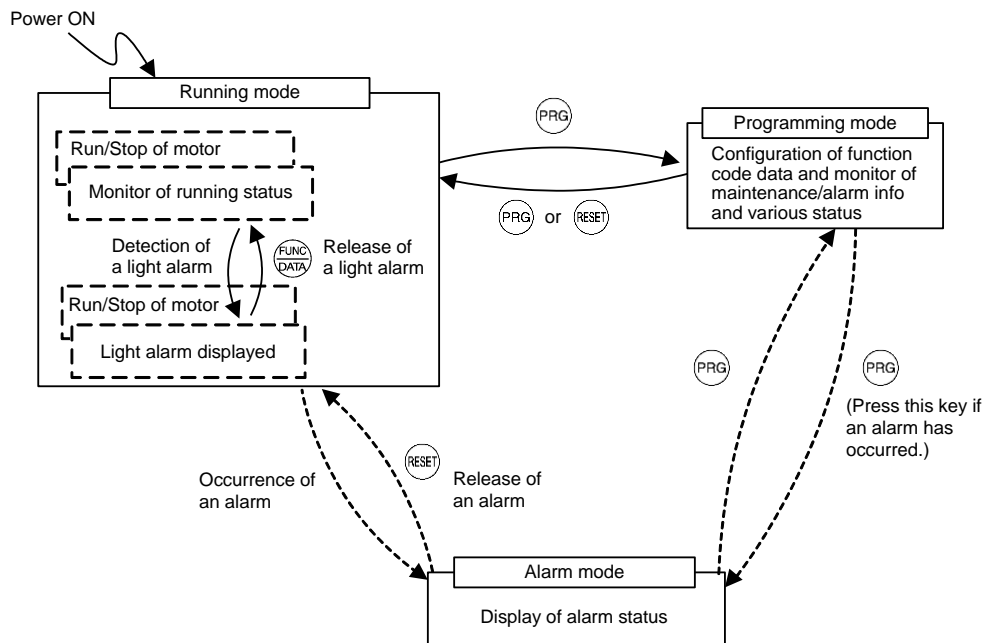 Power ON
Running mode
Run/Stop of motor
Monitor of running status
Detection of
a light alarm
FUNC
DATA
Release of
a light alarm
Run/Stop of motor
Light alarm displayed
PRG
PRG or RESET
Programming mode
Configuration of function
code data and monitor of
maintenance/alarm info
and various status
PRG
PRG
(Press this key if
an alarm has
occurred.)
Occurrence of
an alarm
RESET
Release of
an alarm
Alarm mode
Display of alarm status